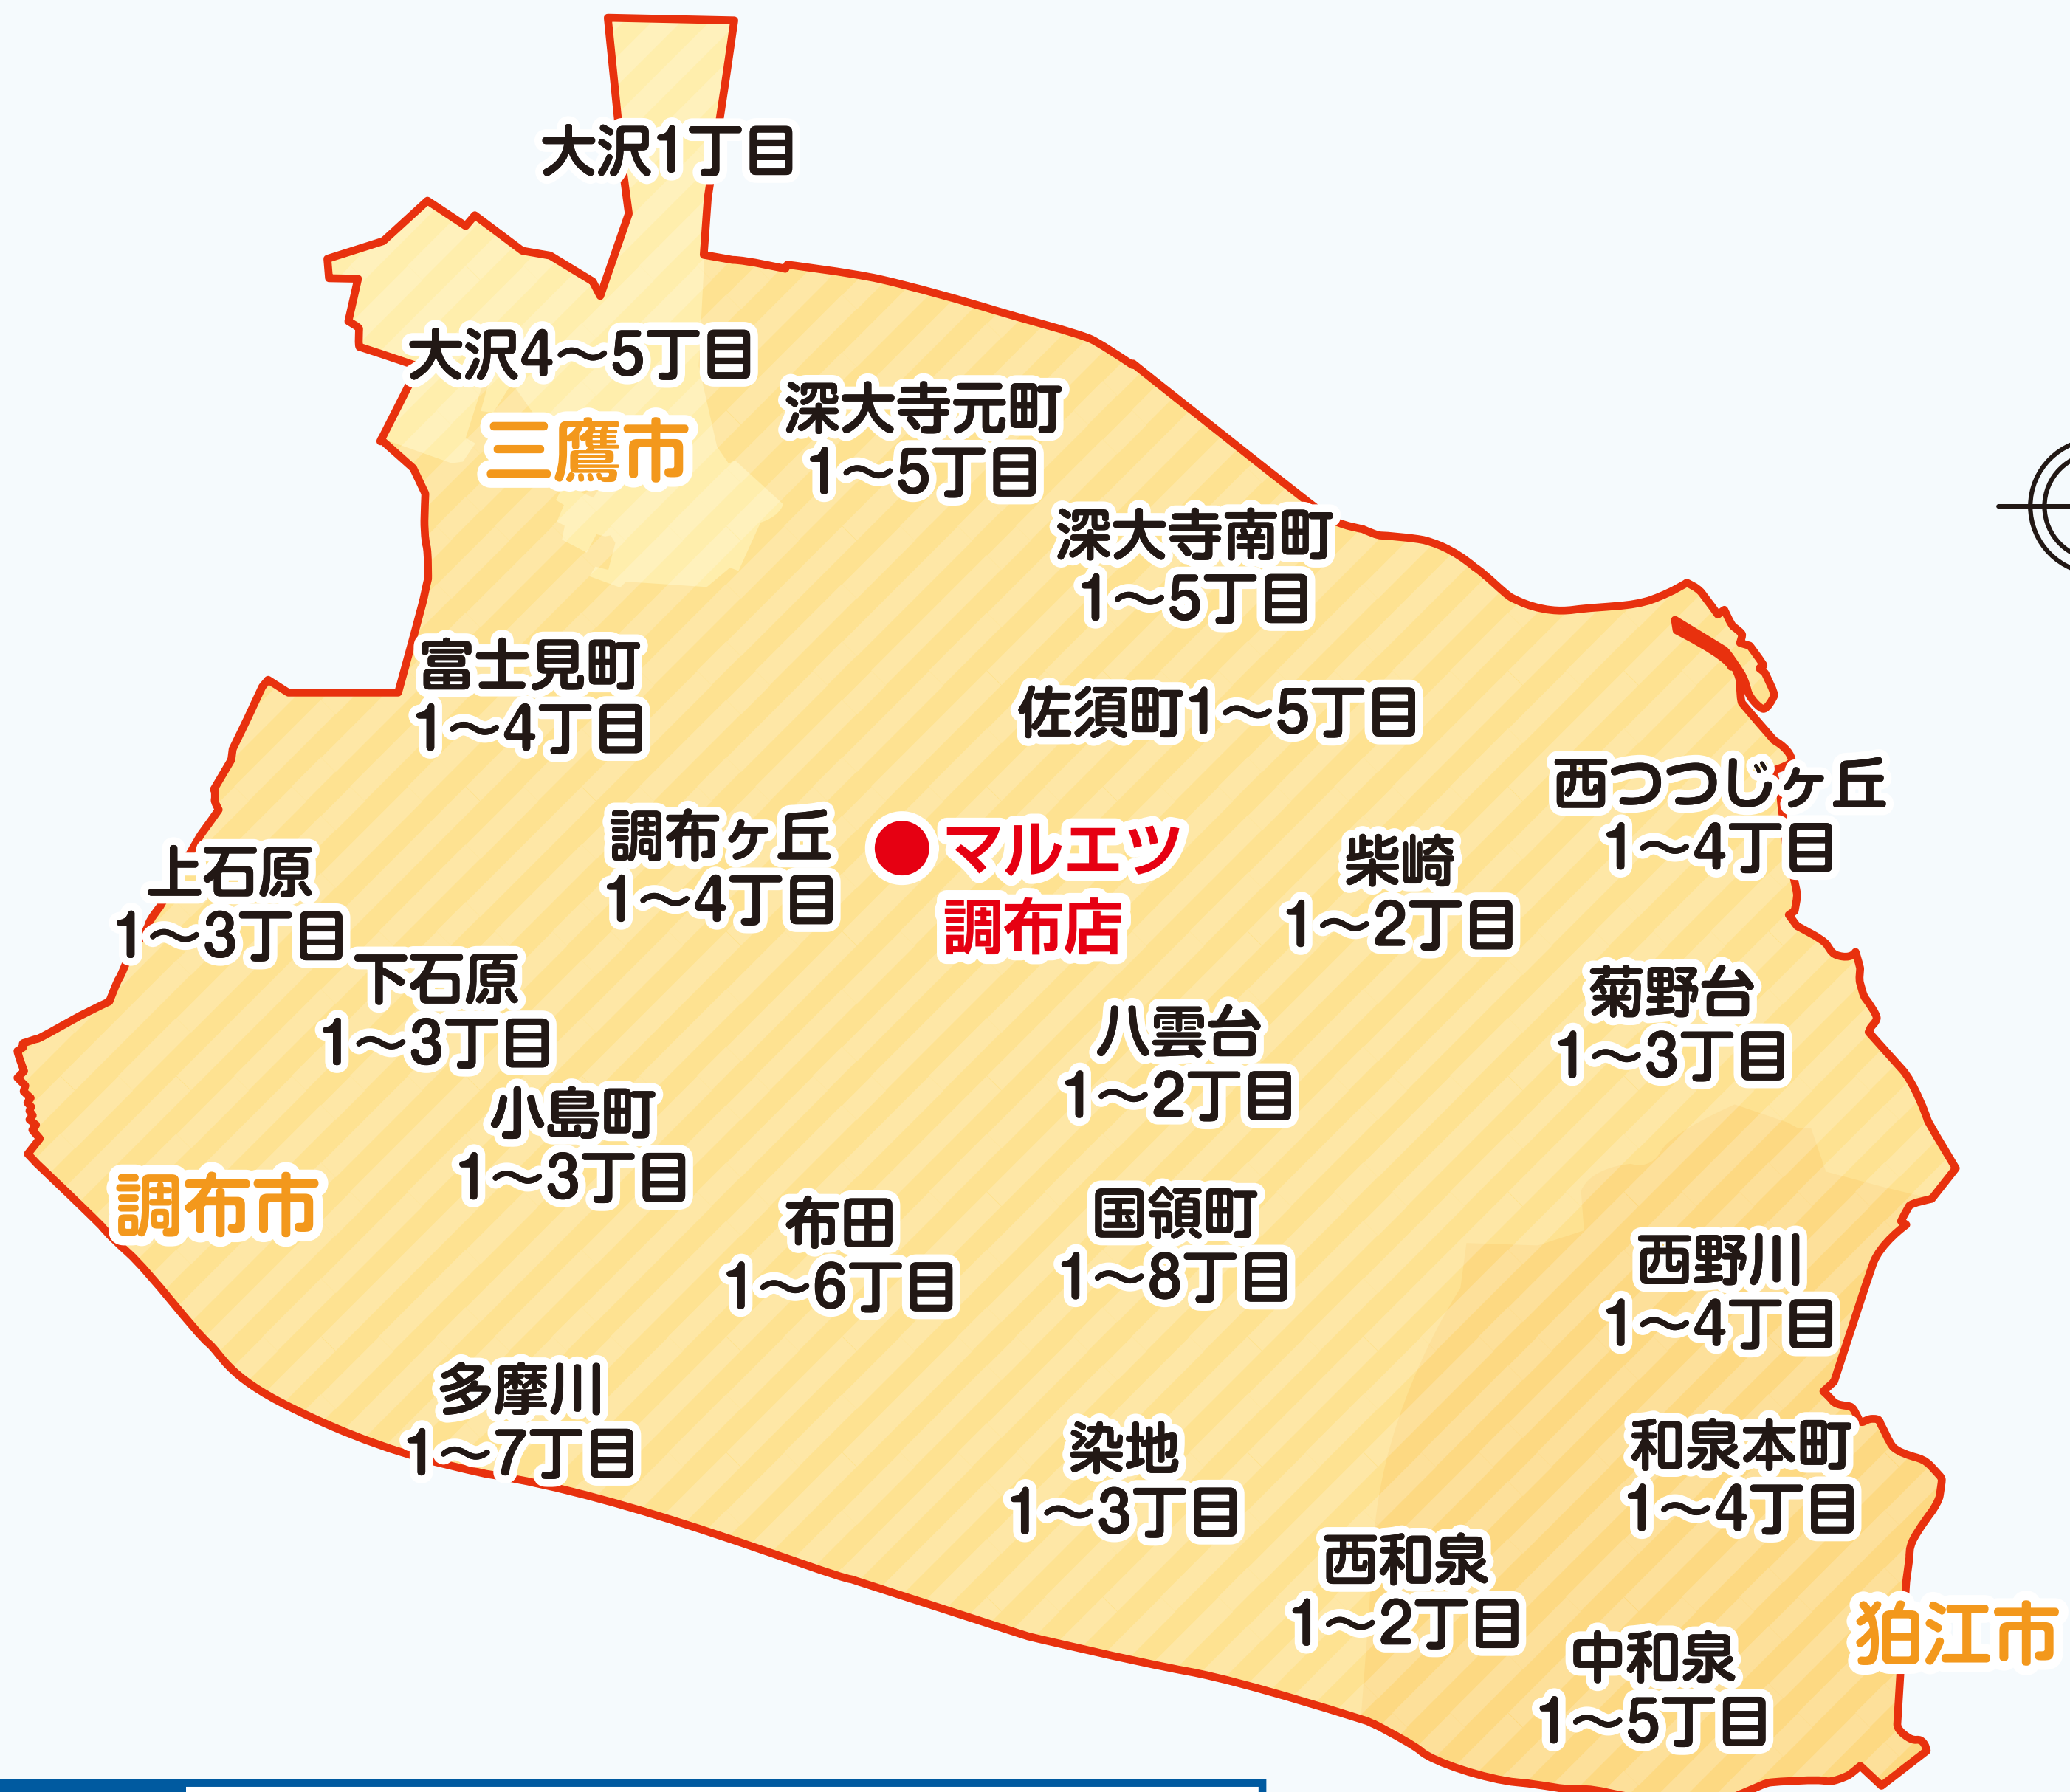 大沢1丁目
大沢4～5丁目
三鷹市
深大寺元町
1～5丁目
深大寺南町
1～5丁目
富士見町
1～4丁目
佐須町1～5丁目
西つつじヶ丘
1～4丁目
調布ヶ丘
1～4丁目
マルエツ
調布店
柴崎
1～2丁目
上石原
1～3丁目
下石原
1～3丁目
菊野台
1～3丁目
八雲台
1～2丁目
小島町
1～3丁目
調布市
布田
1～6丁目
国領町
1～8丁目
西野川
1～4丁目
多摩川
1～7丁目
染地
1～3丁目
和泉本町
1～4丁目
西和泉
1～2丁目
狛江市
中和泉
1～5丁目